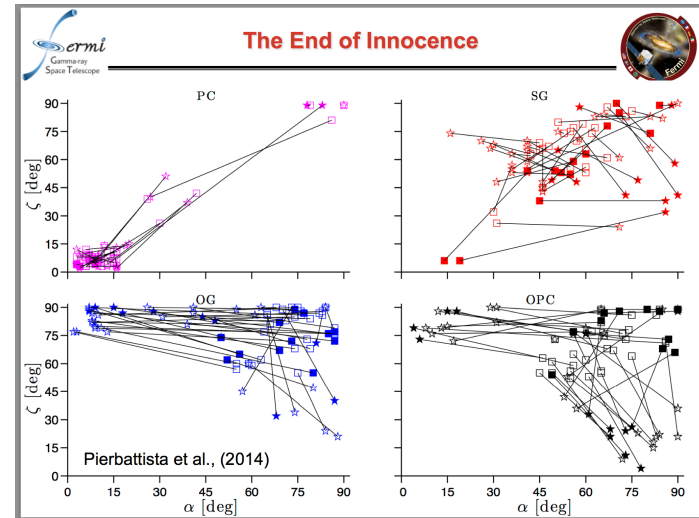 Fermi
Gamma-ray
Space Telescope
The End of Innocence
Fermi
PC
SG
90
75
60
45
30
15
0
ζ [deg]
OG
OPC
90
75
60
45
30
15
0
ζ [deg]
Pierbattista et al., (2014)
0
15
30
45
60
75
90
0
15
30
45
60
75
90
α [deg]
α [deg]